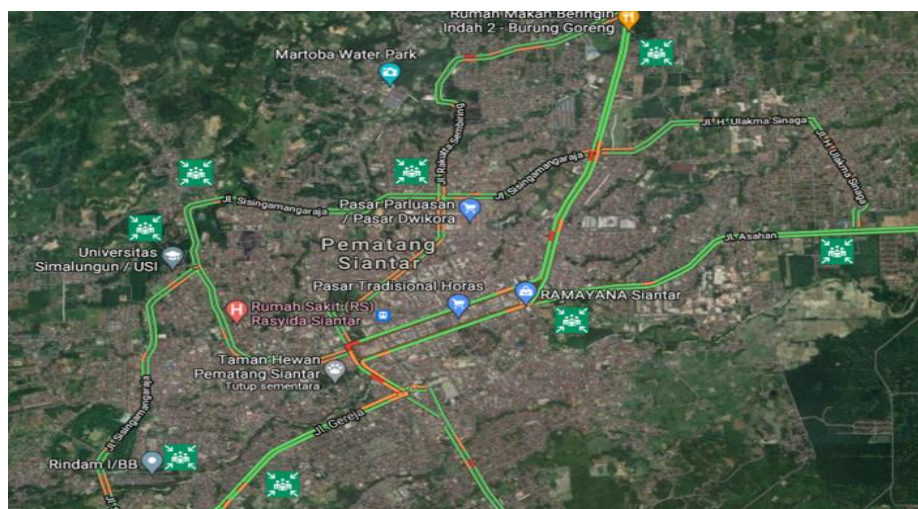 Rumah Makan Beringin
Indah 2 - Burung Goreng
Martoba Water Park
Jl. Rakutta Sembiring
Jl. H. Ulakma Sinaga
Jl. H. Ulakma Sinaga
Jl. Sisingamangaraja
Jl. Sisingamangaraja
Pasar Parluasan
/ Pasar Dwikora
Universitas
Simalungun / USI
Pematang
Siantar
Jl. Asahan
Pasar Tradisional Horas
RAMAYANA Siantar
H
Rumah Sakit (RS)
Rasyida Siantar
Taman Hewan
Pematang Siantar
Tutup sementara
Jl. Sisingamangaraja
Jl. Gereja
Rindam I/BB